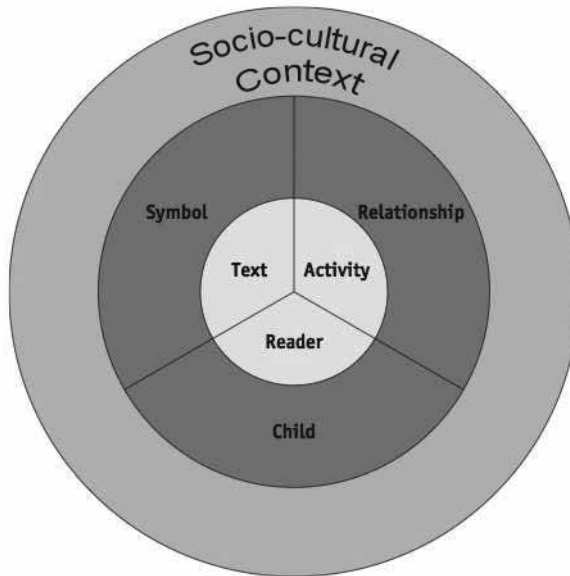 Socio-cultural
Context
Symbol
Relationship
Text
Activity
Reader
Child